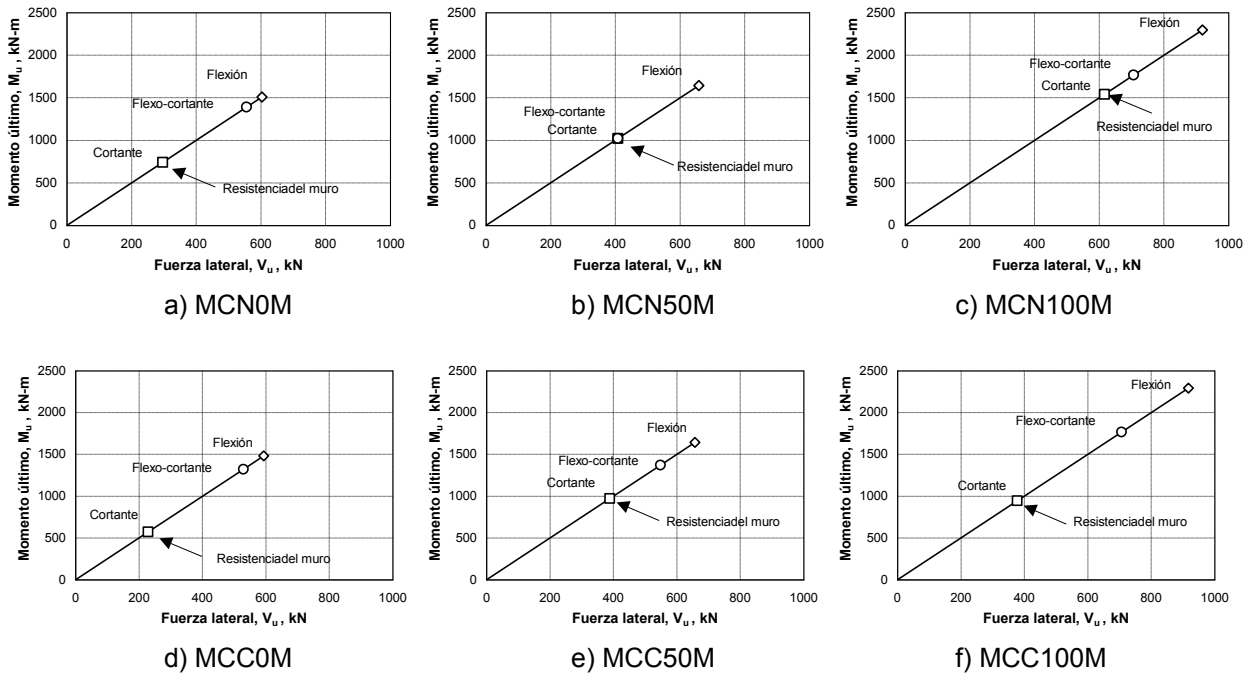 2500
2000
1500
1000
500
0
0 200 400 600 800 1000
Momento último, Mu , kN-m
Fuerza lateral, Vu , kN
Flexión
Flexo-cortante
Cortante
Resistenciadel muro
a) MCN0M
2500
2000
1500
1000
500
0
0 200 400 600 800 1000
Momento último, Mu , kN-m
Fuerza lateral, Vu , kN
Flexión
Flexo-cortante
Cortante
Resistenciadel muro
b) MCN50M
2500
2000
1500
1000
500
0
0 200 400 600 800 1000
Momento último, Mu , kN-m
Fuerza lateral, Vu , kN
Flexión
Flexo-cortante
Cortante
Resistenciadel muro
c) MCN100M
2500
2000
1500
1000
500
0
0 200 400 600 800 1000
Momento último, Mu , kN-m
Fuerza lateral, Vu , kN
Flexión
Flexo-cortante
Cortante
Resistenciadel muro
d) MCC0M
2500
2000
1500
1000
500
0
0 200 400 600 800 1000
Momento último, Mu , kN-m
Fuerza lateral, Vu , kN
Flexión
Flexo-cortante
Cortante
Resistenciadel muro
e) MCC50M
2500
2000
1500
1000
500
0
0 200 400 600 800 1000
Momento último, Mu , kN-m
Fuerza lateral, Vu , kN
Flexión
Flexo-cortante
Cortante
Resistenciadel muro
f) MCC100M